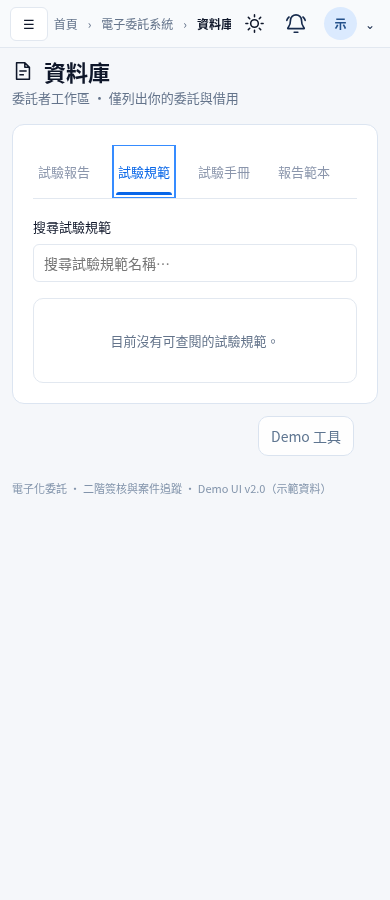 ☰ 首頁 › 電子委託系統 › 資料庫 示
資料庫
委託者工作區 • 僅列出你的委託與借用
試驗報告 試驗規範 試驗手冊 報告範本
搜尋試驗規範
搜尋試驗規範名稱⋯
目前沒有可查閱的試驗規範。
Demo 工具
電子化委託 • 二階簽核與案件追蹤 • Demo UI v2.0（示範資料）